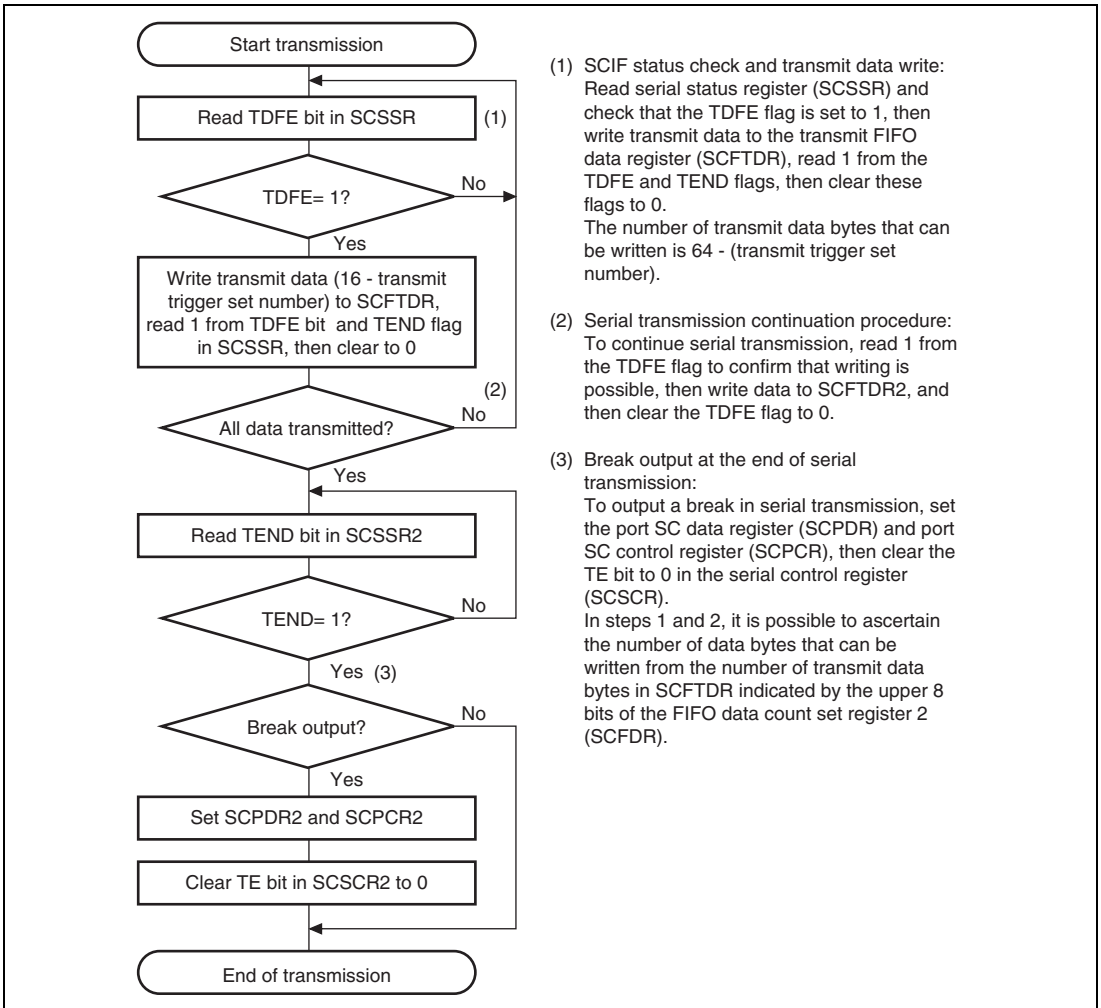 Start transmission
Read TDFE bit in SCSSR
(1)
TDFE= 1?
No
Yes
Write transmit data (16 - transmit
trigger set number) to SCFTDR,
read 1 from TDFE bit and TEND flag
in SCSSR, then clear to 0
(2)
All data transmitted?
No
Yes
Read TEND bit in SCSSR2
TEND= 1?
No
Yes (3)
Break output?
No
Yes
Set SCPDR2 and SCPCR2
Clear TE bit in SCSCR2 to 0
End of transmission
(1) SCIF status check and transmit data write:
Read serial status register (SCSSR) and
check that the TDFE flag is set to 1, then
write transmit data to the transmit FIFO
data register (SCFTDR), read 1 from the
TDFE and TEND flags, then clear these
flags to 0.
The number of transmit data bytes that can
be written is 64 - (transmit trigger set
number).
(2) Serial transmission continuation procedure:
To continue serial transmission, read 1 from
the TDFE flag to confirm that writing is
possible, then write data to SCFTDR2, and
then clear the TDFE flag to 0.
(3) Break output at the end of serial
transmission:
To output a break in serial transmission, set
the port SC data register (SCPDR) and port
SC control register (SCPCR), then clear the
TE bit to 0 in the serial control register
(SCSCR).
In steps 1 and 2, it is possible to ascertain
the number of data bytes that can be
written from the number of transmit data
bytes in SCFTDR indicated by the upper 8
bits of the FIFO data count set register 2
(SCFDR).